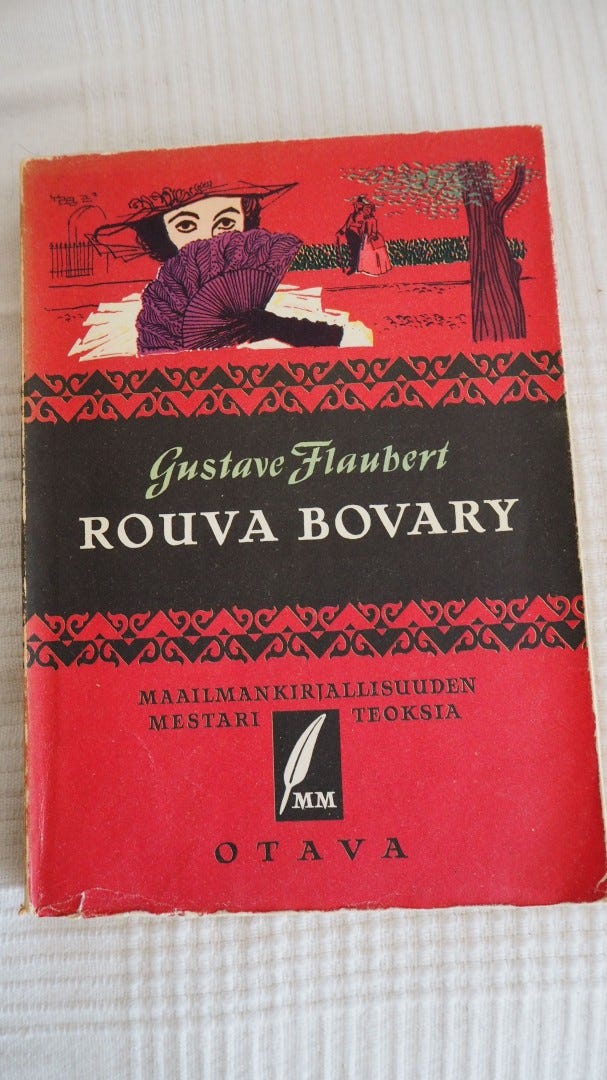 Gustave Flaubert
ROUVA BOVARY
MAAILMANKIRJALLISUUDEN
MESTARI TEOKSIA
MM
OTAVA